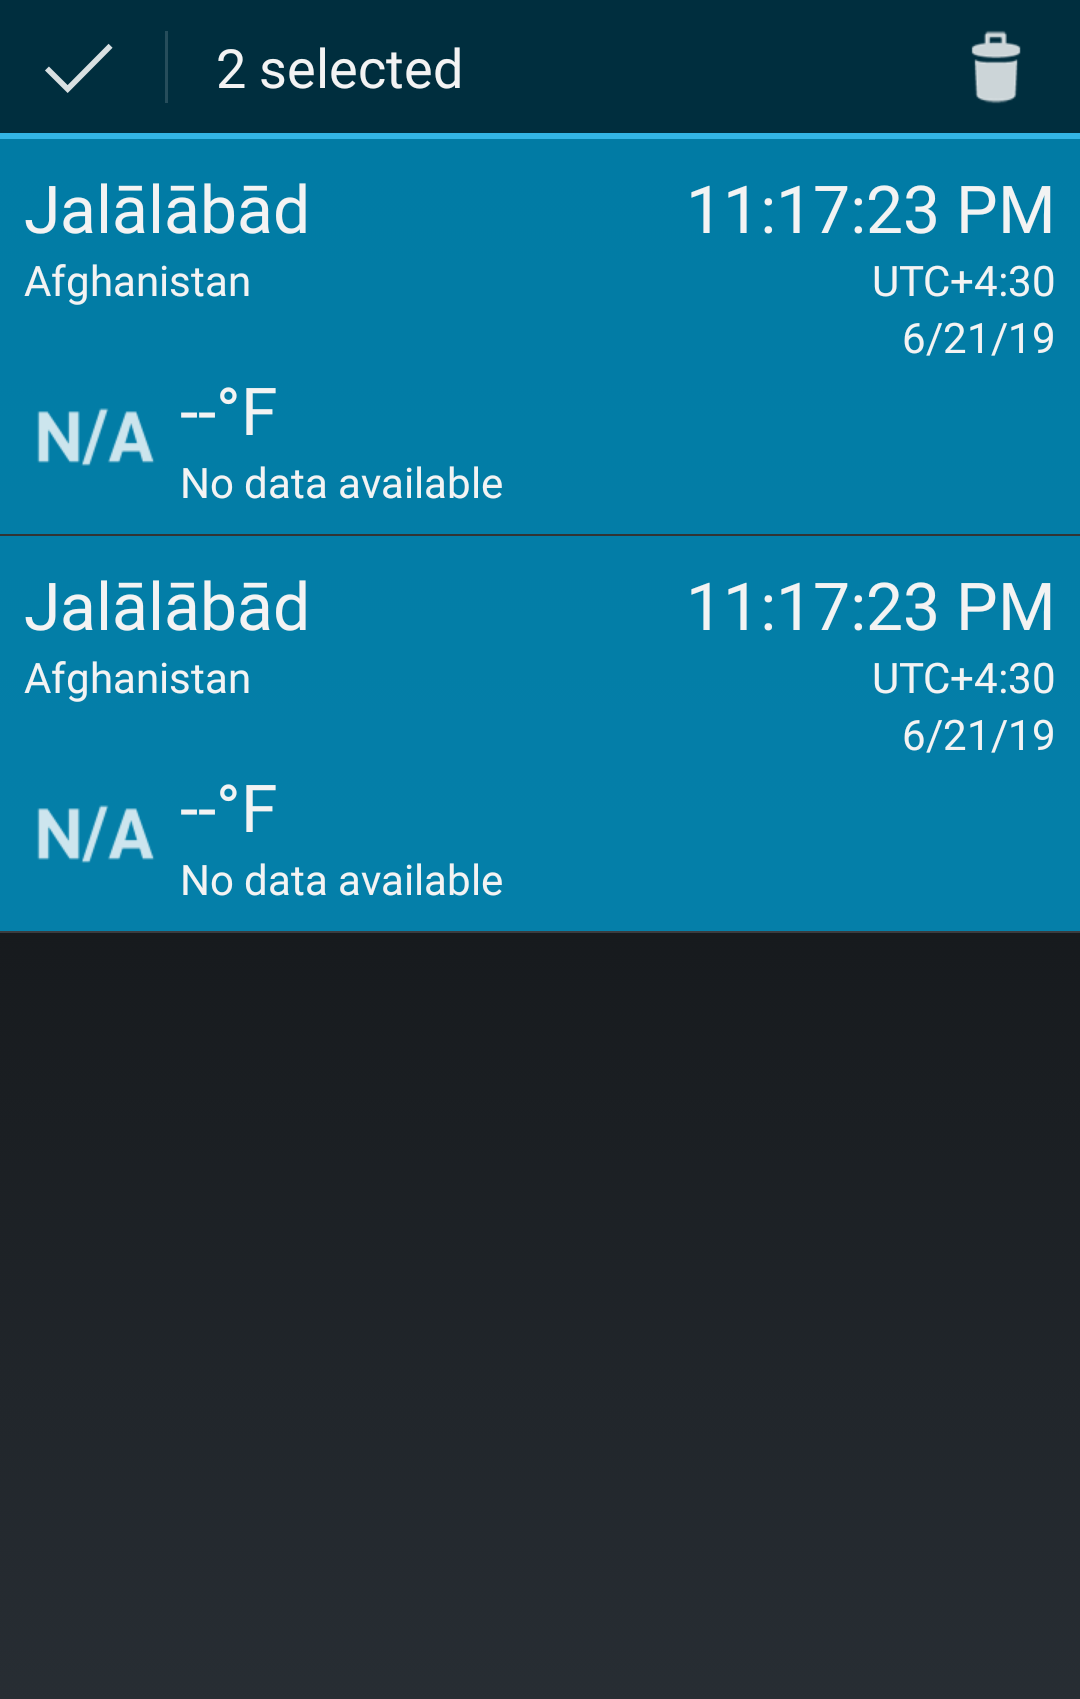 2 selected
Jalālābād 11:17:23 PM
Afghanistan UTC+4:30
6/21/19
N/A --°F
No data available
Jalālābād 11:17:23 PM
Afghanistan UTC+4:30
6/21/19
N/A --°F
No data available